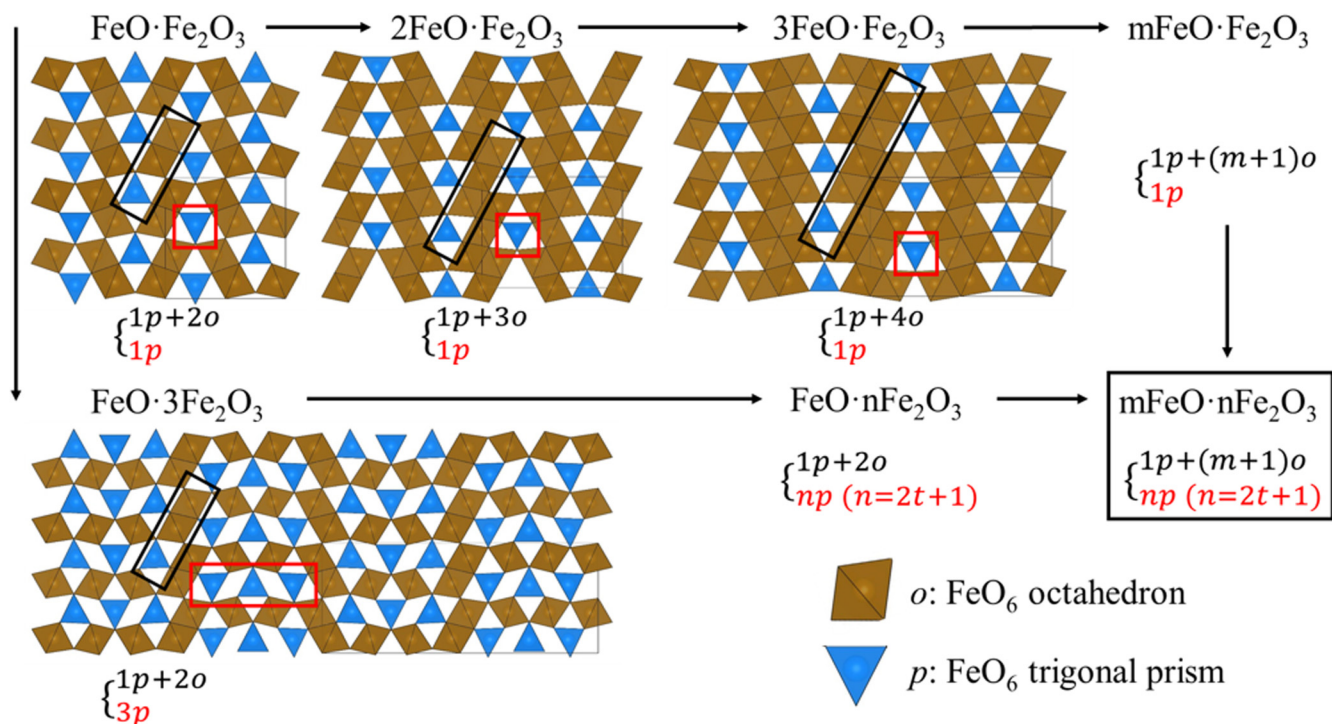 FeO·Fe₂O₃
2FeO·Fe₂O₃
3FeO·Fe₂O₃
mFeO·Fe₂O₃
{1p+2o
1p
{1p+3o
1p
{1p+4o
1p
{1p+(m+1)o
1p
FeO·3Fe₂O₃
FeO·nFe₂O₃
mFeO·nFe₂O₃
{1p+2o
3p
{1p+2o
np (n=2t+1)
{1p+(m+1)o
np (n=2t+1)
o: FeO₆ octahedron
p: FeO₆ trigonal prism